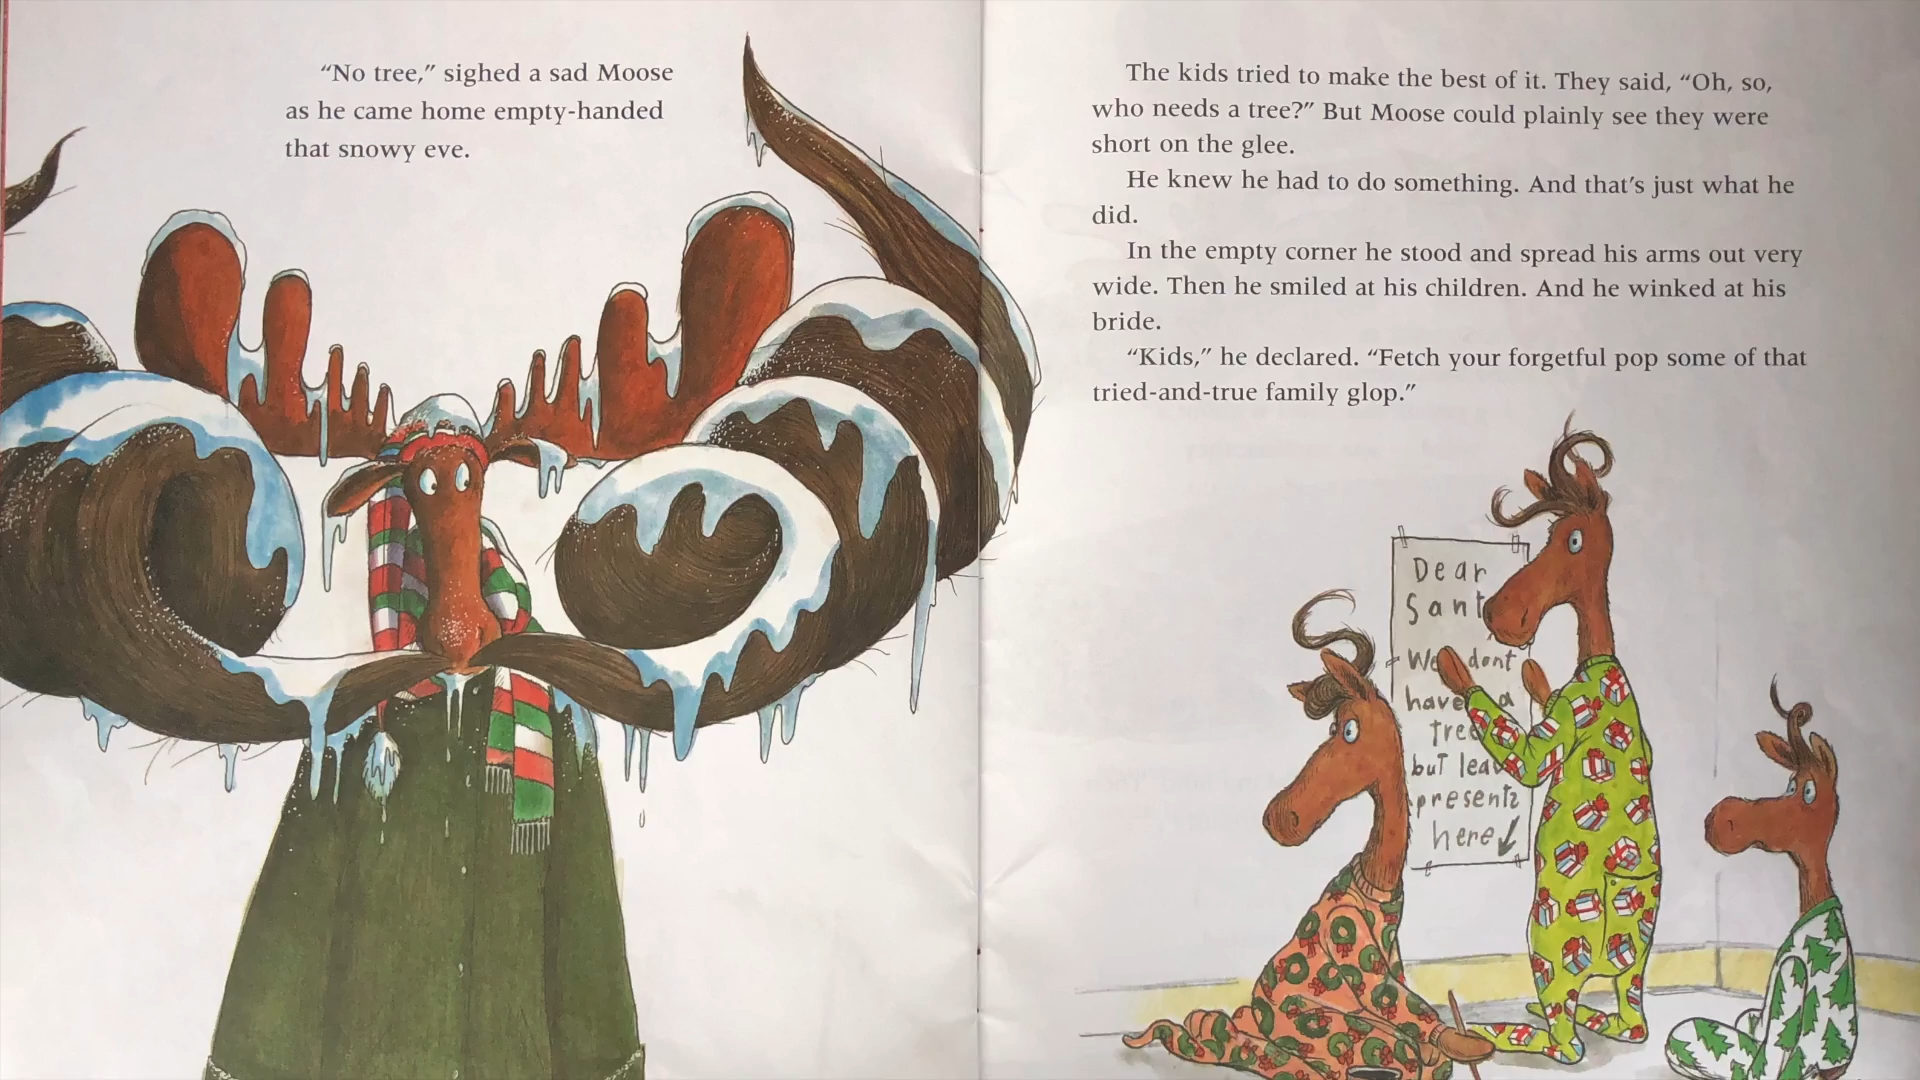 “No tree,” sighed a sad Moose
as he came home empty-handed
that snowy eve.
The kids tried to make the best of it. They said, “Oh, so,
who needs a tree?” But Moose could plainly see they were
short on the glee.
He knew he had to do something. And that’s just what he
did.
In the empty corner he stood and spread his arms out very
wide. Then he smiled at his children. And he winked at his
bride.
“Kids,” he declared. “Fetch your forgetful pop some of that
tried-and-true family glop.”
Dear
Sant
We dont
have a
tree
but leav
presents
here